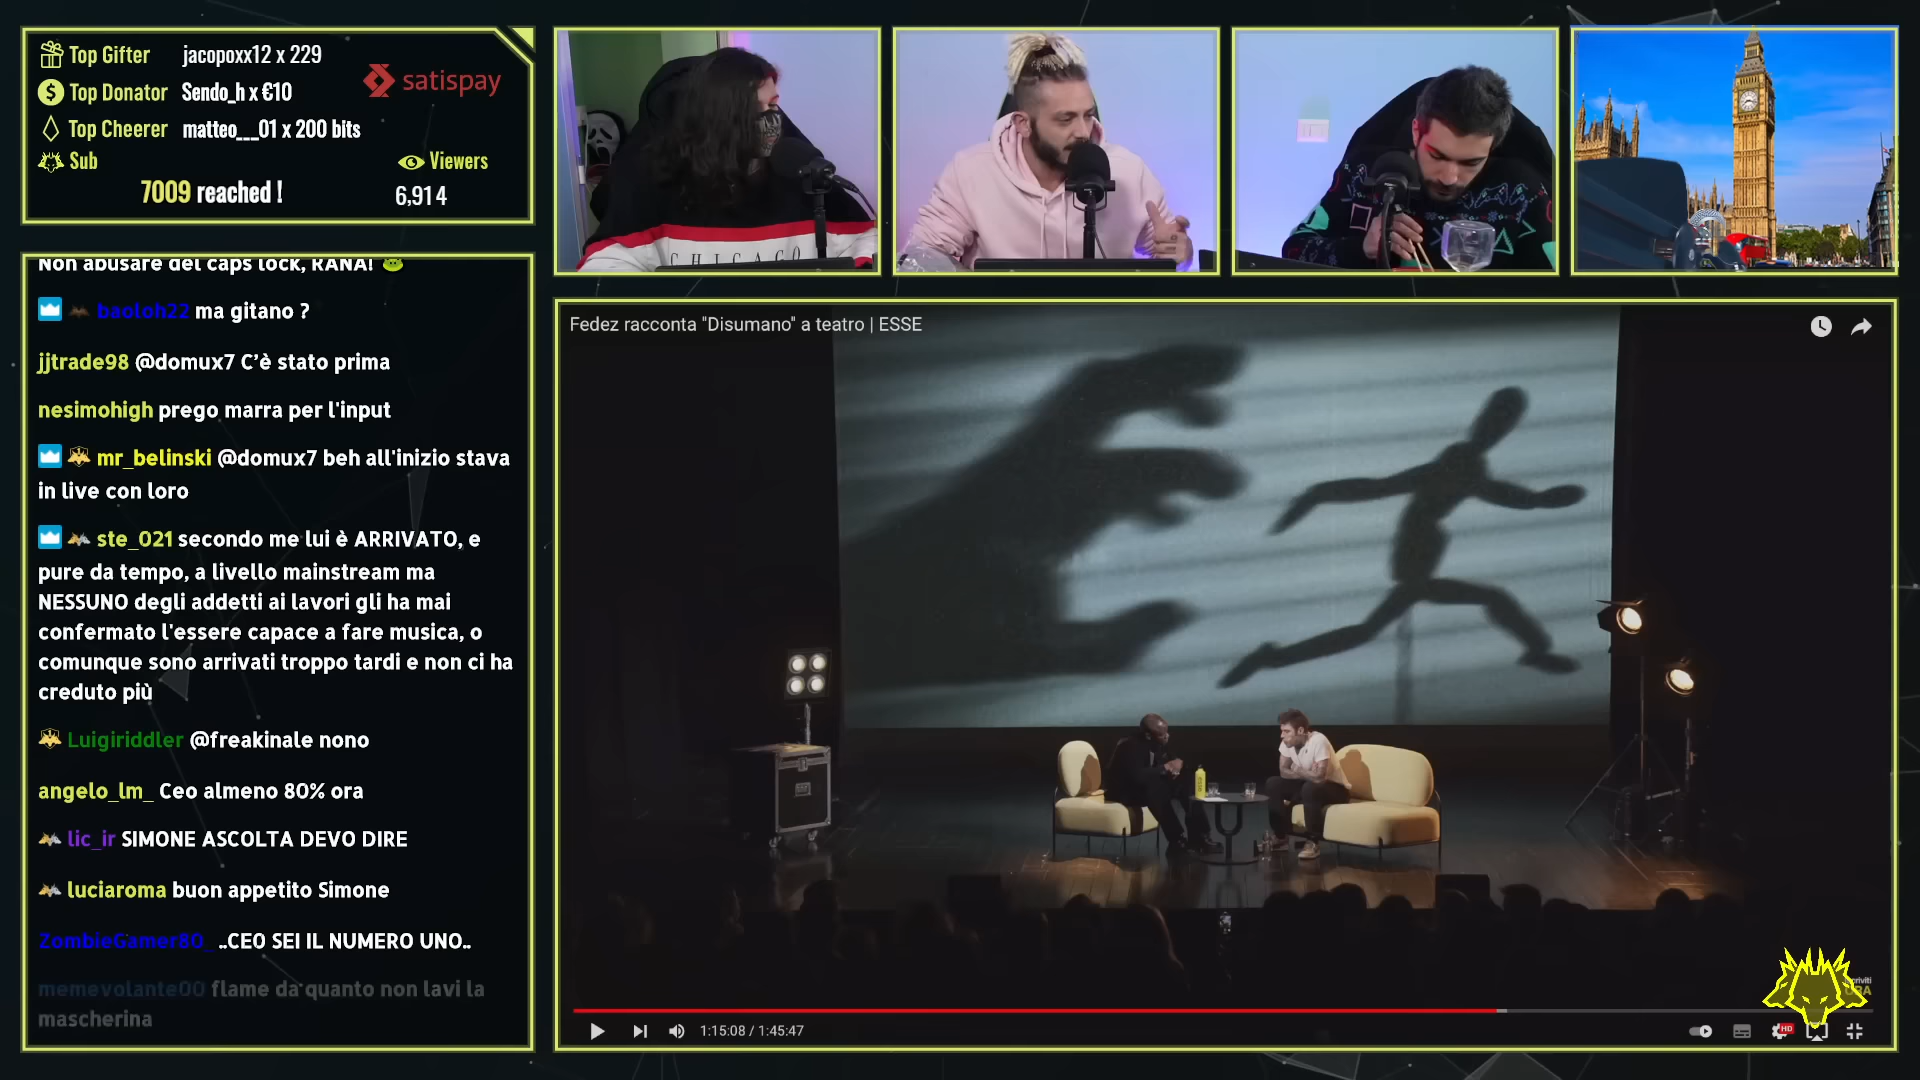 Top Gifter jacopoxx12 x 229
satispay
Top Donator Sendo_h x €10
Top Cheerer matteo___01 x 200 bits
Sub
Viewers
7009 reached !
6,914
Non abusare del caps lock, RANA!
baoloh22 ma gitano ?
jjtrade98 @domux7 C’è stato prima
nesimohigh prego marra per l'input
mr_belinski @domux7 beh all'inizio stava
in live con loro
ste_021 secondo me lui è ARRIVATO, e
pure da tempo, a livello mainstream ma
NESSUNO degli addetti ai lavori gli ha mai
confermato l'essere capace a fare musica, o
comunque sono arrivati troppo tardi e non ci ha
creduto più
Luigiriddler @freakinale nono
angelo_lm_ Ceo almeno 80% ora
lic_ir SIMONE ASCOLTA DEVO DIRE
luciaroma buon appetito Simone
ZombieGamer80_ ..CEO SEI IL NUMERO UNO..
memevolante00 flame da quanto non lavi la
mascherina
CHICAGO
Fedez racconta "Disumano" a teatro | ESSE
1:15:08 / 1:45:47
HD